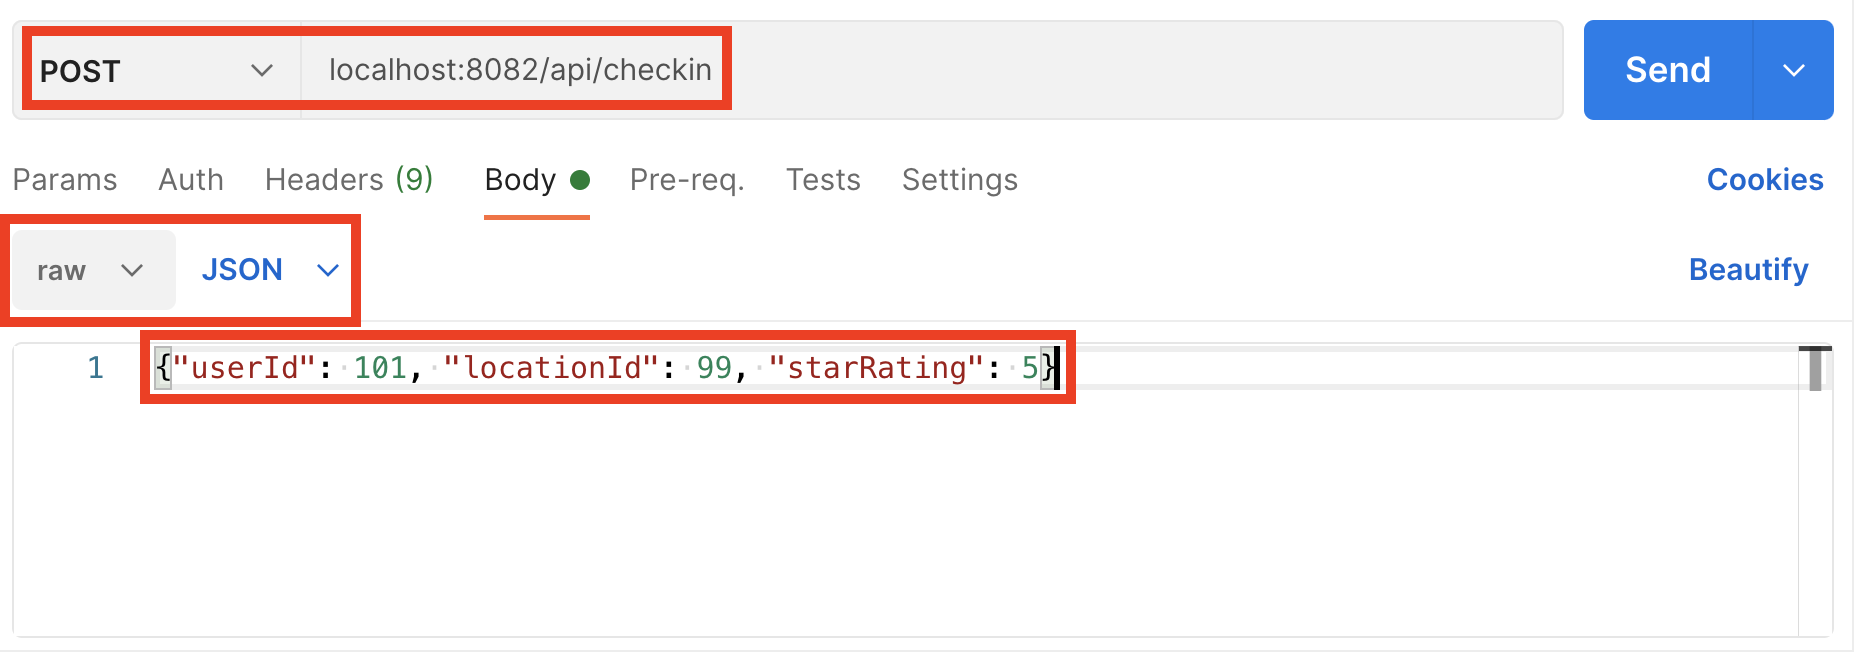 POST localhost:8082/api/checkin Send
Params Auth Headers (9) Body Pre-req. Tests Settings Cookies
raw JSON Beautify
1 {"userId": 101, "locationId": 99, "starRating": 5}